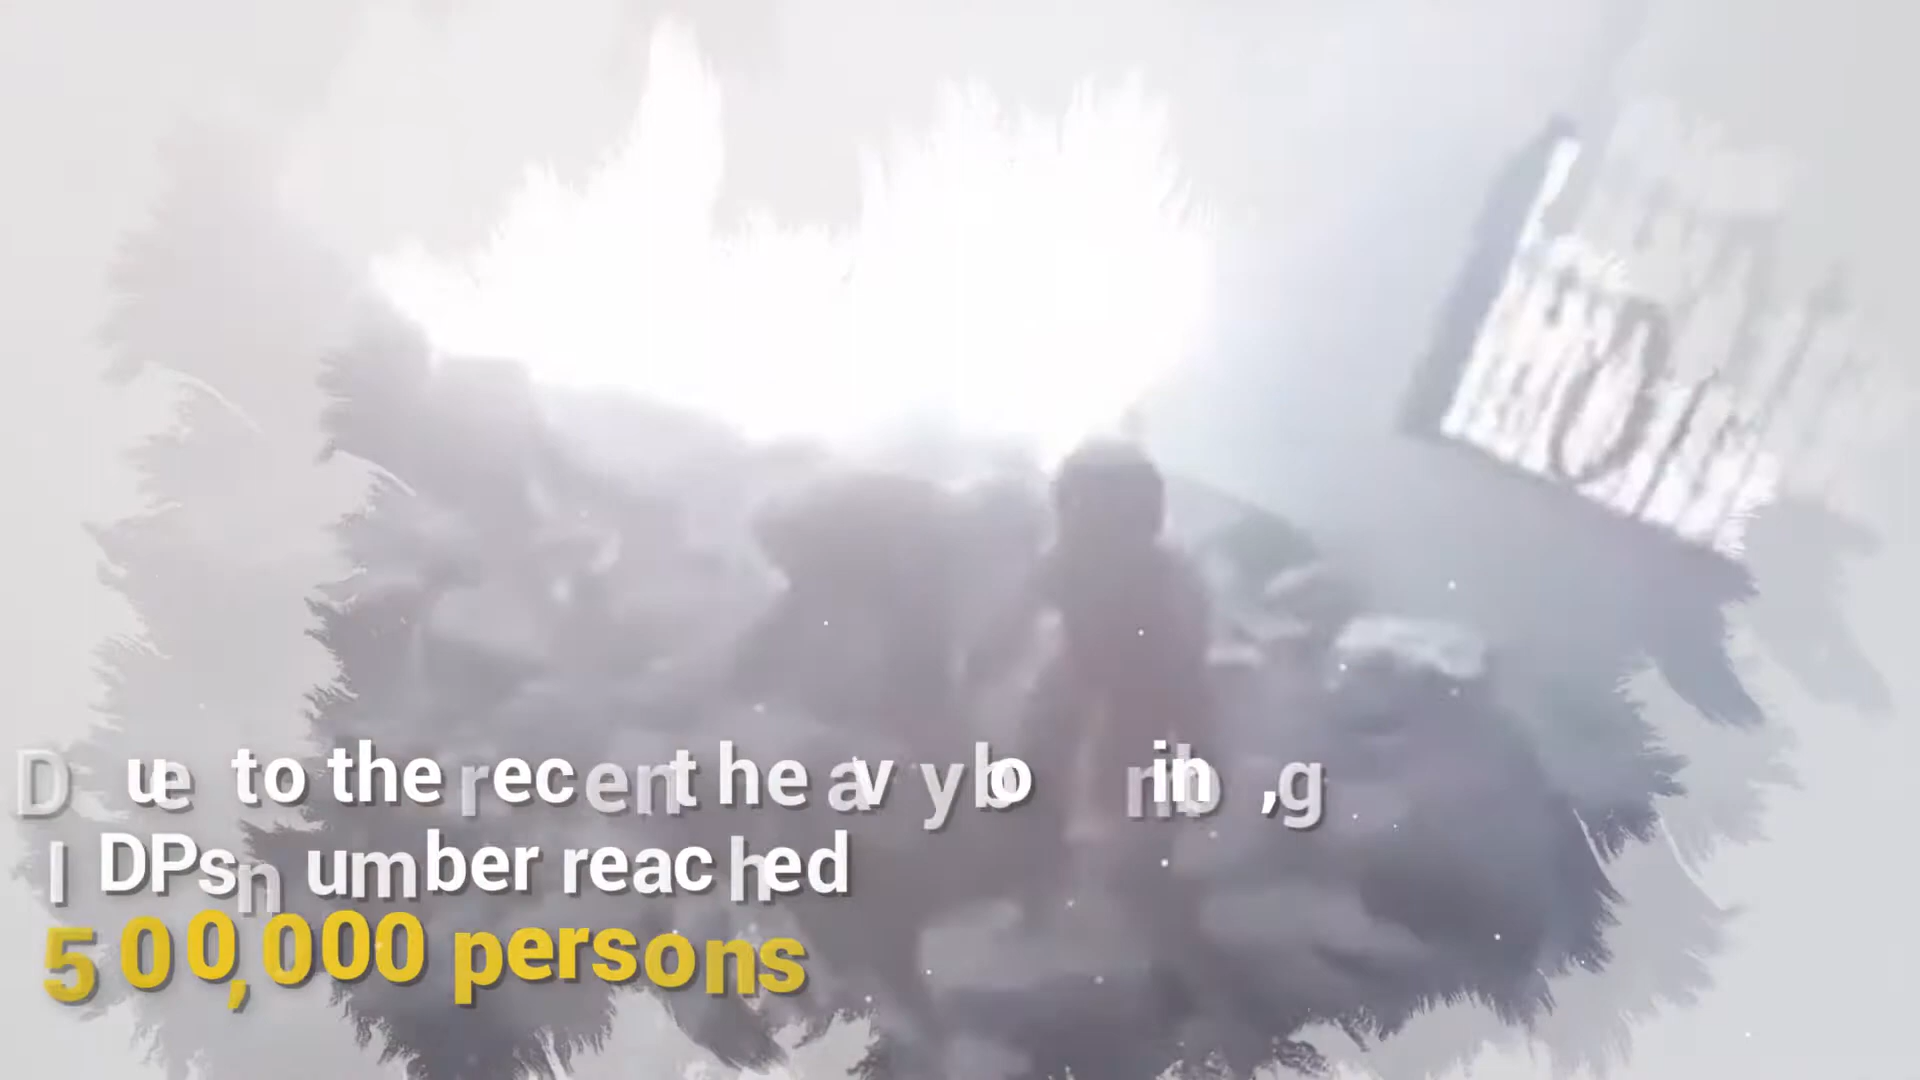 Due to the recent heavy bombing,
IDPs number reached
500,000 persons